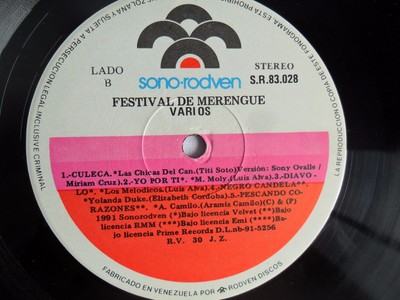 sono-rodven
LADO
B
STEREO
S.R.83.028
FESTIVAL DE MERENGUE
VARIOS
1.-CULECA.*Las Chicas Del Can.(Titi Soto)Versión: Sony Ovalle/
Miriam Cruz)2.-YO POR TI*. *M. Moly.(Luis Alva).3.-DIAVO-
LO*. *Los Melodicos.(Luis Alva).4.-NEGRO CANDELA**.
*Yolanda Duke.(Elizabeth Cordoba).5.-PESCANDO CO-
RAZONES**. *A. Camilo.(Aramis Camilo)(C) & (P)
1991 Sonorodven (*)Bajo licencia Velvet (**)Bajo
licencia RMM (**)Bajo licencia Emi (**)Ba-
jo licencia Prime Records D.L.nb-91-5256
R.V. 30 J.Z.
FABRICADO EN VENEZUELA POR RODVEN DISCOS